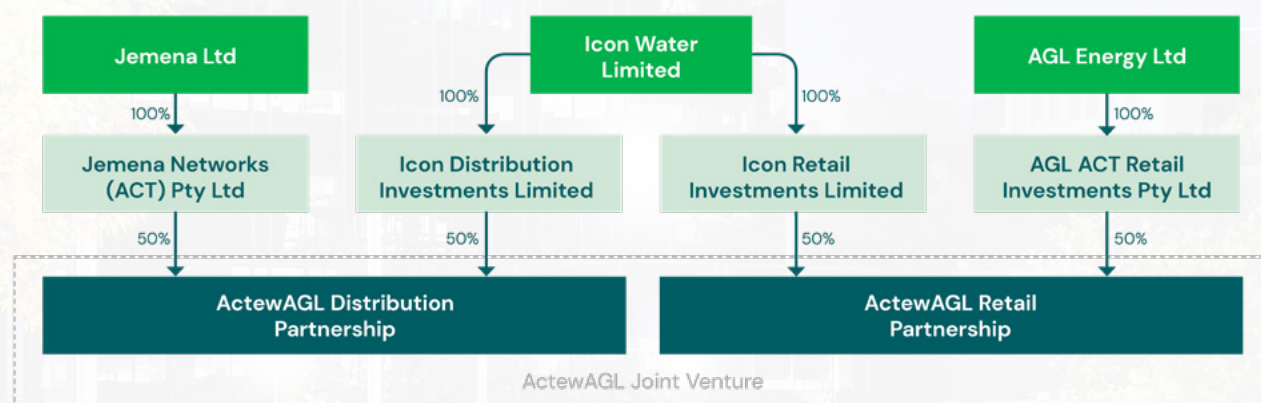 Jemena Ltd
Icon Water
Limited
AGL Energy Ltd
100%
100%
100%
100%
Jemena Networks
(ACT) Pty Ltd
Icon Distribution
Investments Limited
Icon Retail
Investments Limited
AGL ACT Retail
Investments Pty Ltd
50%
50%
50%
50%
ActewAGL Distribution
Partnership
ActewAGL Retail
Partnership
ActewAGL Joint Venture